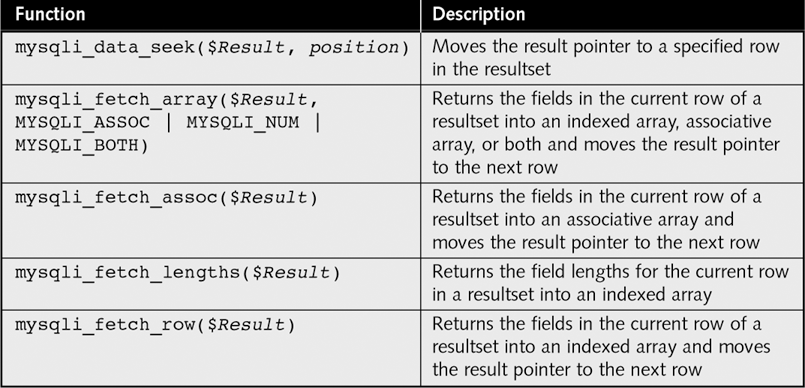 Function Description
mysqli_data_seek($Result, position) Moves the result pointer to a specified row
in the resultset
mysqli_fetch_array($Result, Returns the fields in the current row of a
MYSQLI_ASSOC | MYSQLI_NUM | resultset into an indexed array, associative
MYSQLI_BOTH) array, or both and moves the result pointer
to the next row
mysqli_fetch_assoc($Result) Returns the fields in the current row of a
resultset into an associative array and
moves the result pointer to the next row
mysqli_fetch_lengths($Result) Returns the field lengths for the current row
in a resultset into an indexed array
mysqli_fetch_row($Result) Returns the fields in the current row of a
resultset into an indexed array and moves
the result pointer to the next row